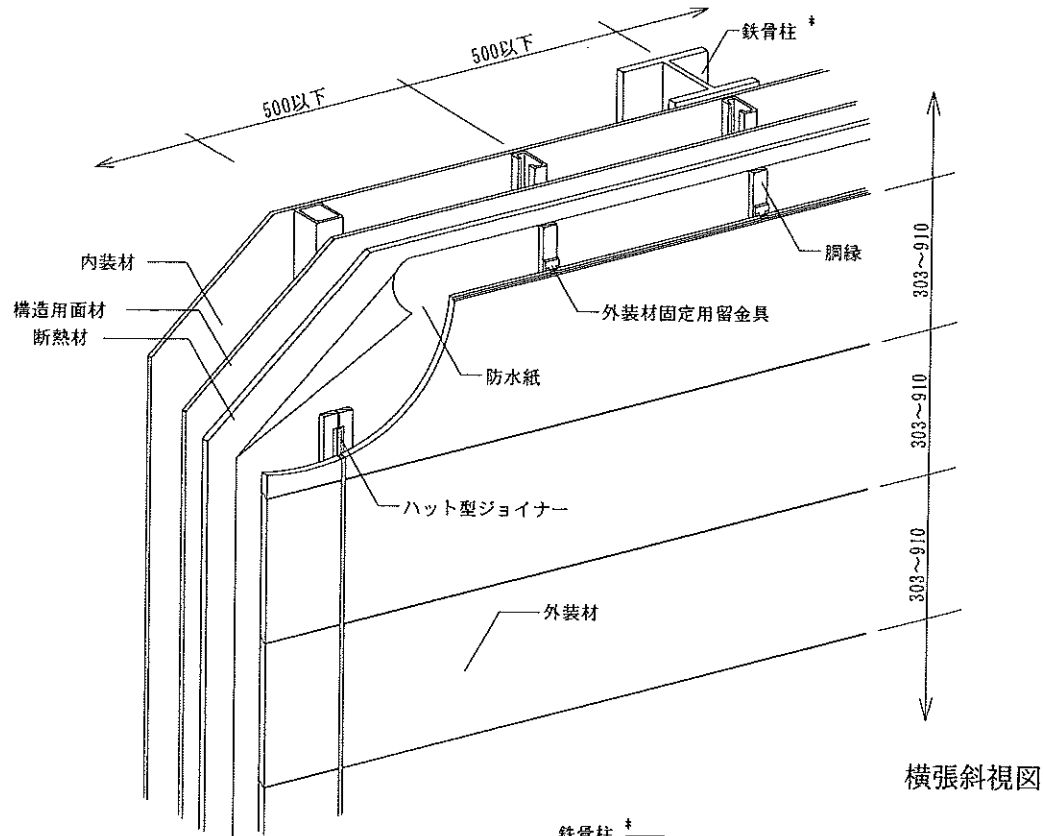 500以下
500以下
鉄骨柱 *
内装材
構造用面材
断熱材
胴縁
外装材固定用留金具
防水紙
ハット型ジョイナー
外装材
303～910
303～910
303～910
横張斜視図
鉄骨柱 *